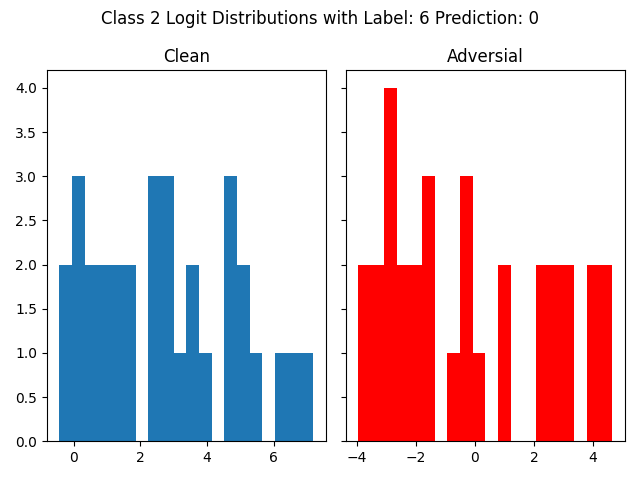 Class 2 Logit Distributions with Label: 6 Prediction: 0
Clean
Adversial
4.0
3.5
3.0
2.5
2.0
1.5
1.0
0.5
0.0
0 2 4 6
−4 −2 0 2 4